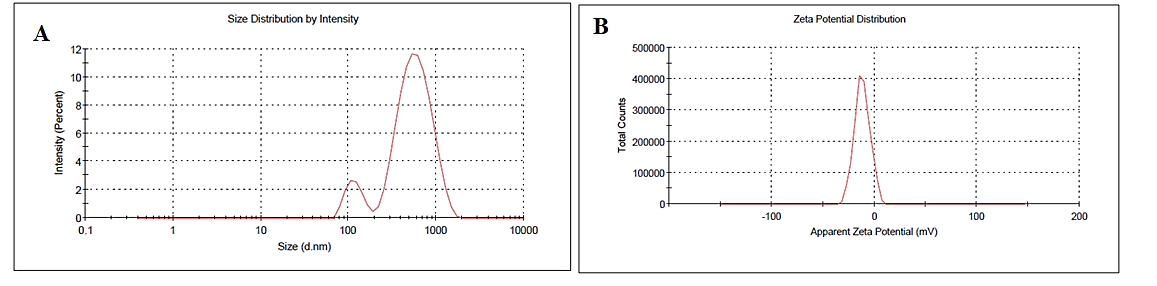 A
Size Distribution by Intensity
Intensity (Percent)
12
10
8
6
4
2
0
0.1 1 10 100 1000 10000
Size (d.nm)
B
Zeta Potential Distribution
Total Counts
500000
400000
300000
200000
100000
0
-100 0 100 200
Apparent Zeta Potential (mV)